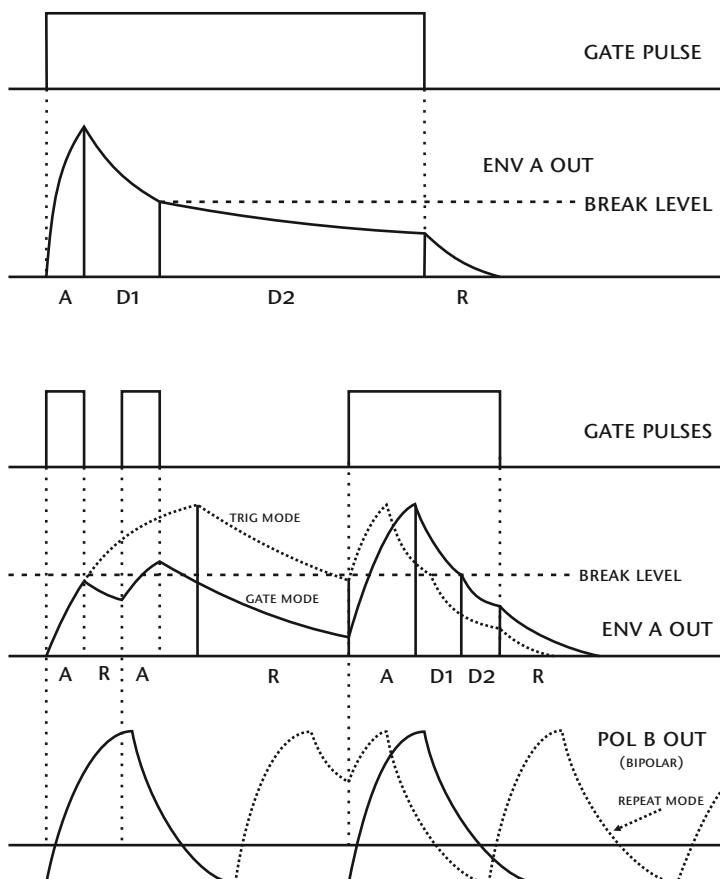 GATE PULSE
ENV A OUT
BREAK LEVEL
A D1 D2 R
GATE PULSES
TRIG MODE
BREAK LEVEL
GATE MODE
ENV A OUT
A R A R A D1 D2 R
POL B OUT
(BIPOLAR)
REPEAT MODE